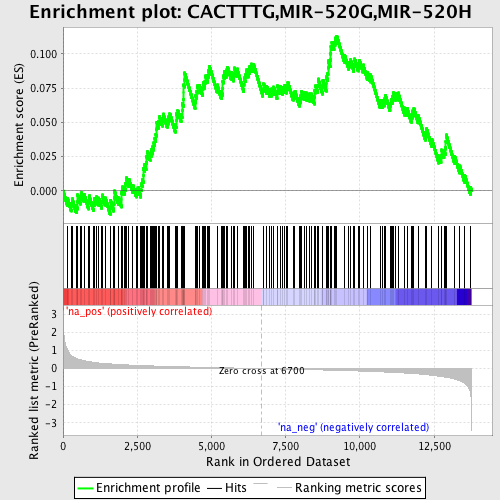 Enrichment plot: CACTTTG,MIR-520G,MIR-520H
Enrichment score (ES)
0.100
0.075
0.050
0.025
0.000
'na_pos' (positively correlated)
Ranked list metric (PreRanked)
3
2
1
0
-1
-2
-3
Zero cross at 6700
'na_neg' (negatively correlated)
0
2,500
5,000
7,500
10,000
12,500
Rank in Ordered Dataset
Enrichment profile
Hits
Ranking metric scores